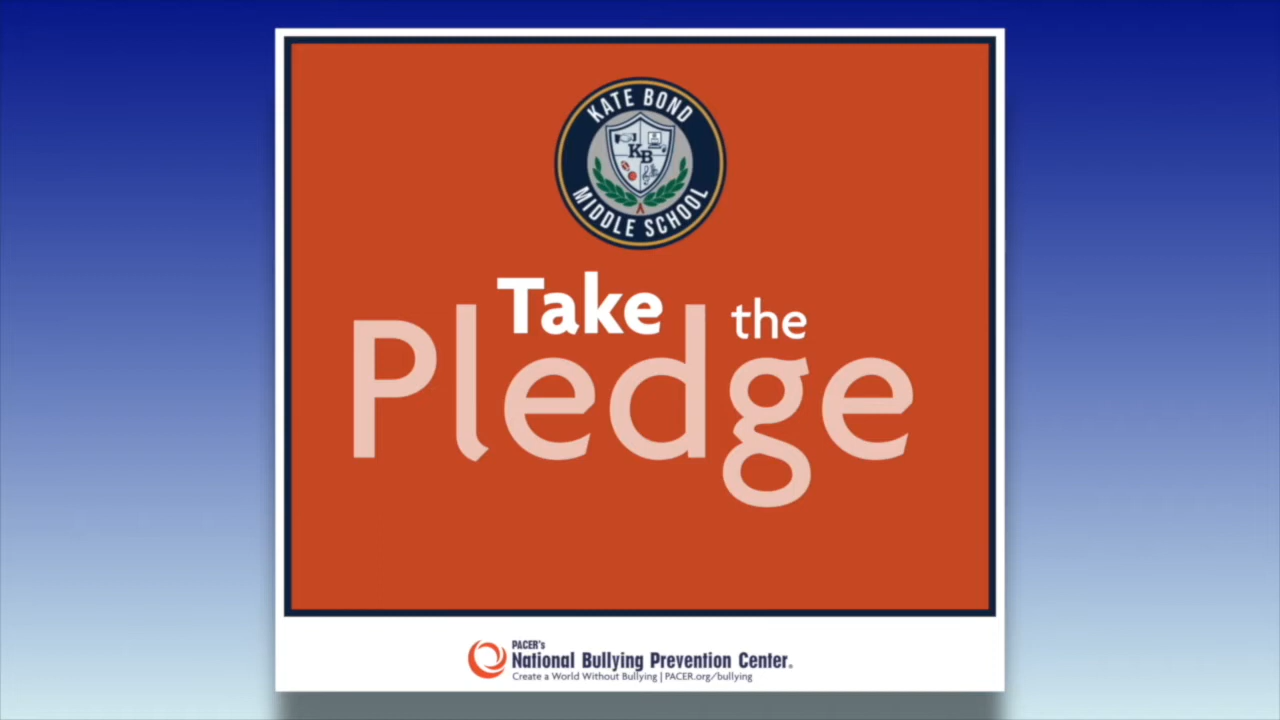 KATE BOND
KB
MIDDLE SCHOOL
Take the
Pledge
PACER's
National Bullying Prevention Center®
Create a World Without Bullying | PACER.org/bullying